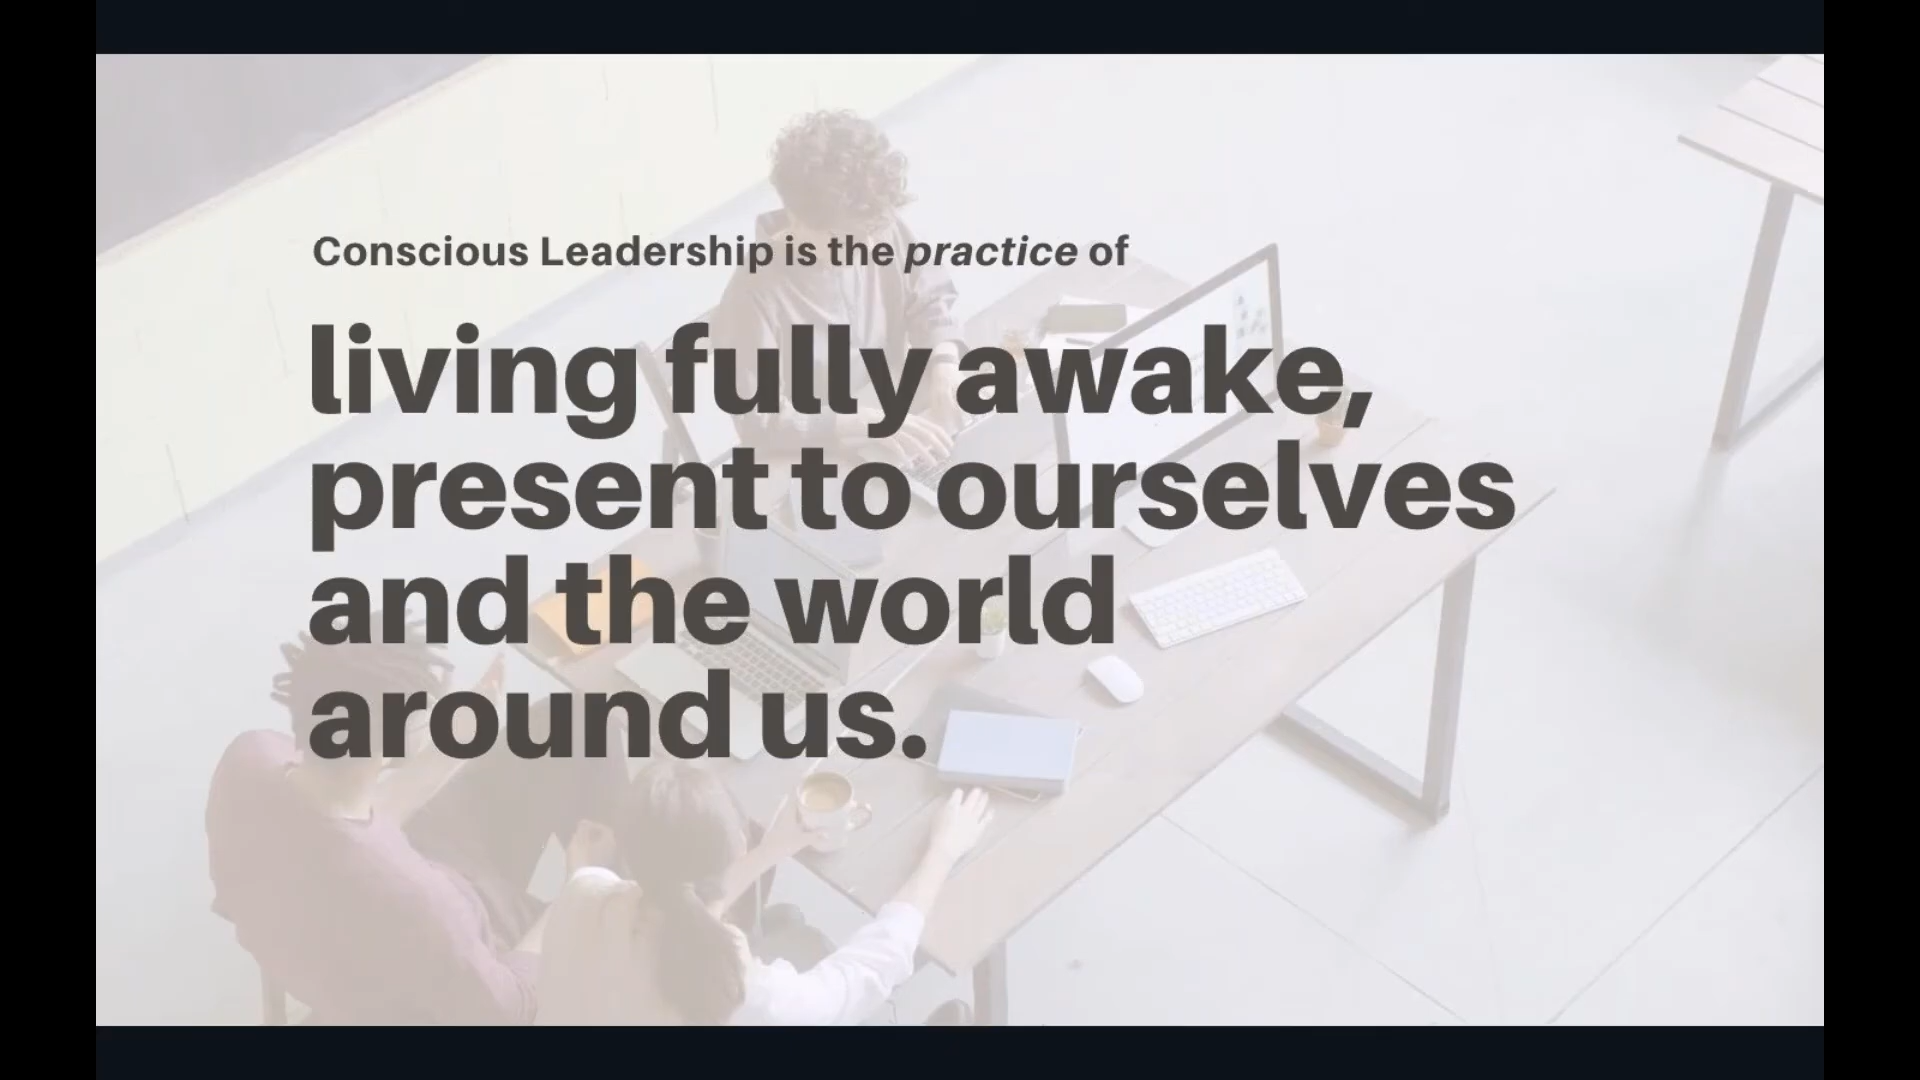 Conscious Leadership is the practice of
living fully awake,
present to ourselves
and the world
around us.